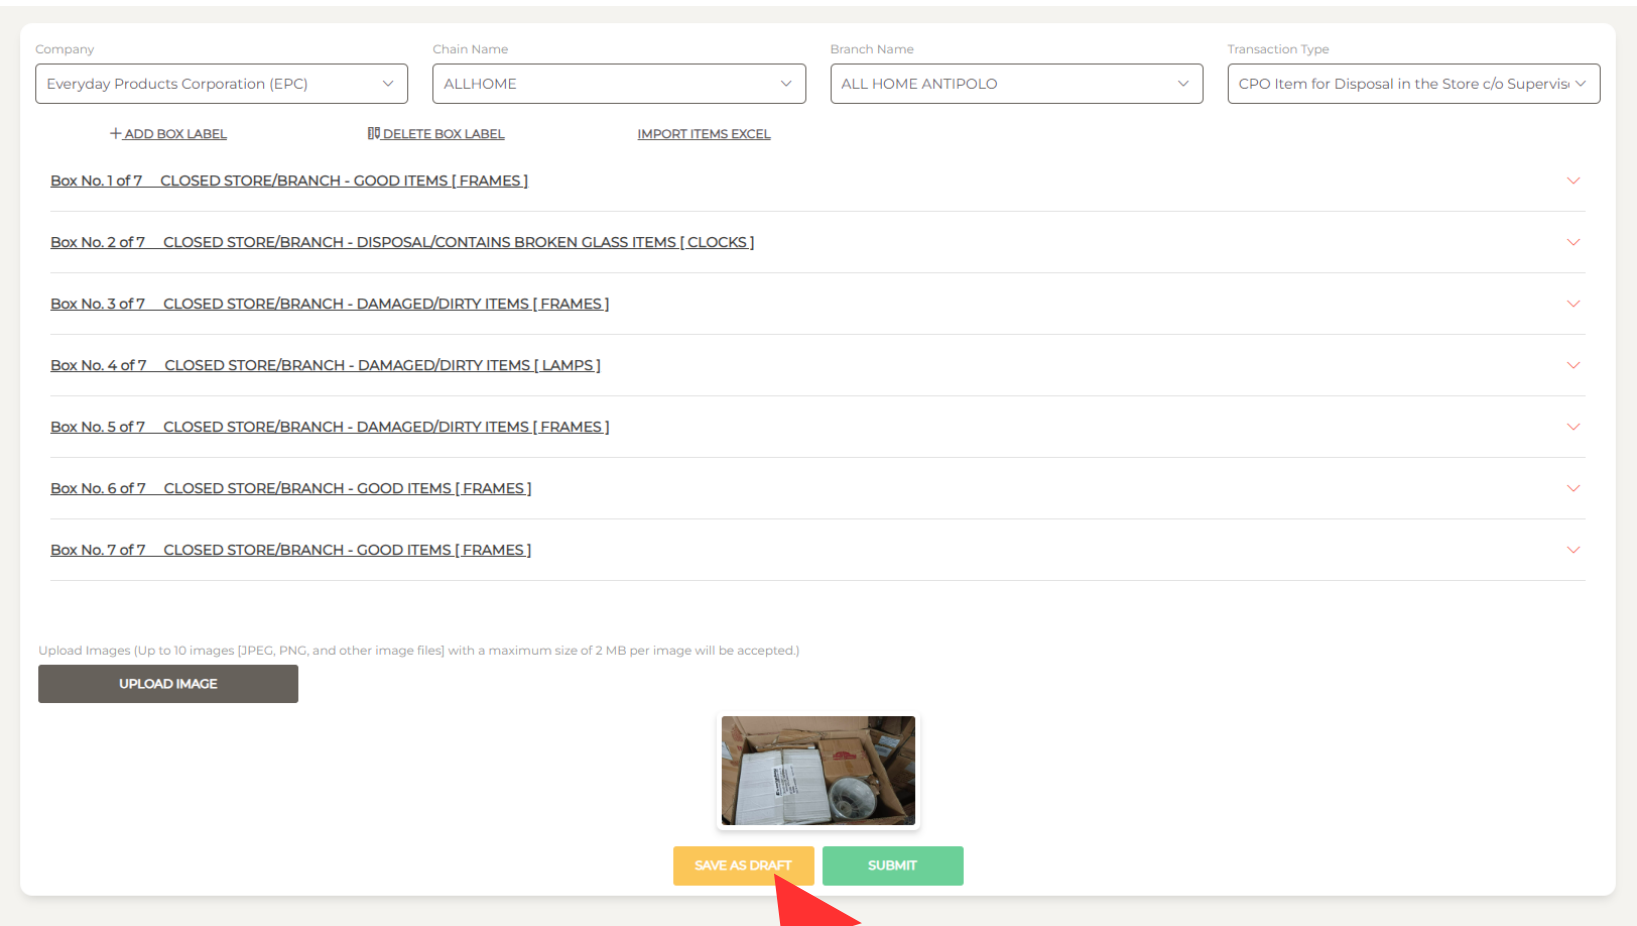 Company
Chain Name
Branch Name
Transaction Type
Everyday Products Corporation (EPC)
ALLHOME
ALL HOME ANTIPOLO
CPO Item for Disposal in the Store c/o Supervis
+ ADD BOX LABEL
DELETE BOX LABEL
IMPORT ITEMS EXCEL
Box No. 1 of 7 CLOSED STORE/BRANCH - GOOD ITEMS [ FRAMES ]
Box No. 2 of 7 CLOSED STORE/BRANCH - DISPOSAL/CONTAINS BROKEN GLASS ITEMS [ CLOCKS ]
Box No. 3 of 7 CLOSED STORE/BRANCH - DAMAGED/DIRTY ITEMS [ FRAMES ]
Box No. 4 of 7 CLOSED STORE/BRANCH - DAMAGED/DIRTY ITEMS [ LAMPS ]
Box No. 5 of 7 CLOSED STORE/BRANCH - DAMAGED/DIRTY ITEMS [ FRAMES ]
Box No. 6 of 7 CLOSED STORE/BRANCH - GOOD ITEMS [ FRAMES ]
Box No. 7 of 7 CLOSED STORE/BRANCH - GOOD ITEMS [ FRAMES ]
Upload Images (Up to 10 images [JPEG, PNG, and other image files] with a maximum size of 2 MB per image will be accepted.)
UPLOAD IMAGE
SAVE AS DRAFT
SUBMIT